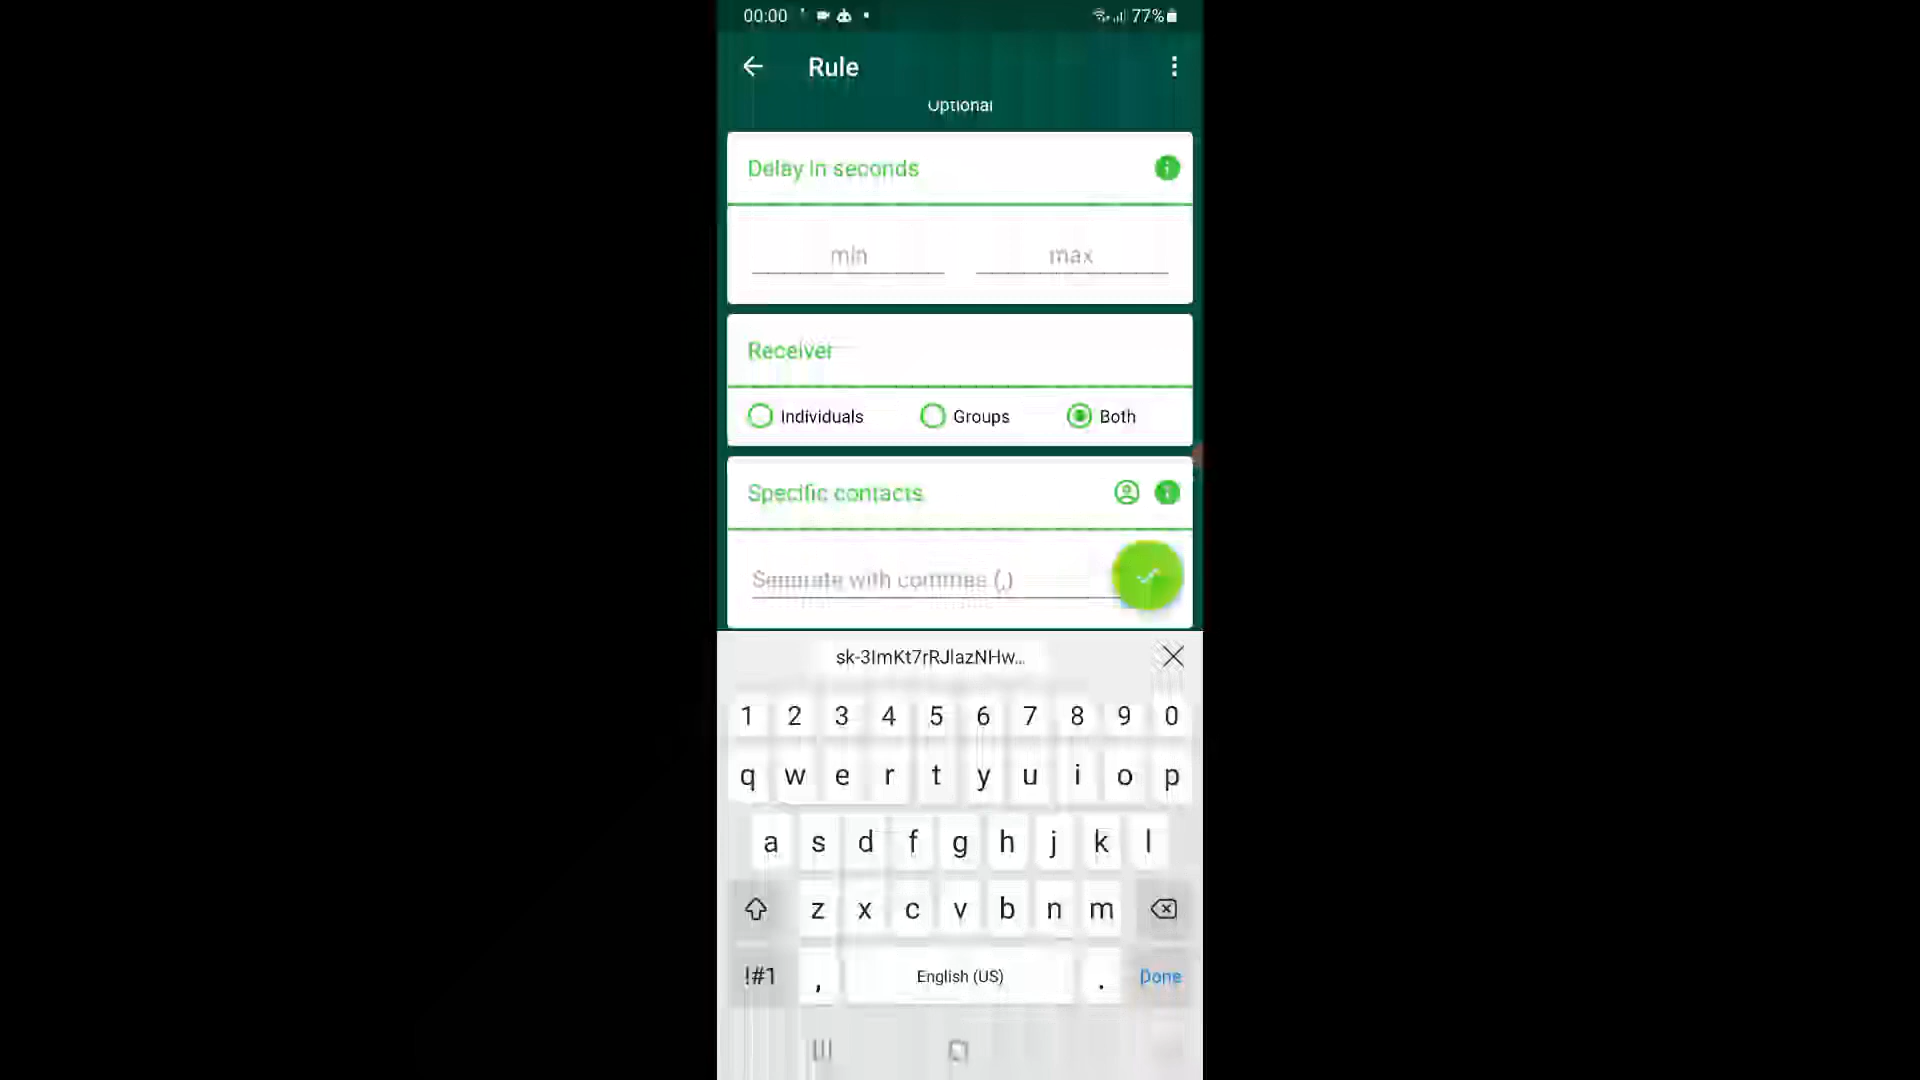 00:00 77%
Rule
Optional
Delay in seconds
min max
Receiver
Individuals Groups Both
Specific contacts
Separate with commas (,)
sk-3ImKt7rRJlazNHw...
1 2 3 4 5 6 7 8 9 0
q w e r t y u i o p
a s d f g h j k l
z x c v b n m
!#1 , English (US) . Done